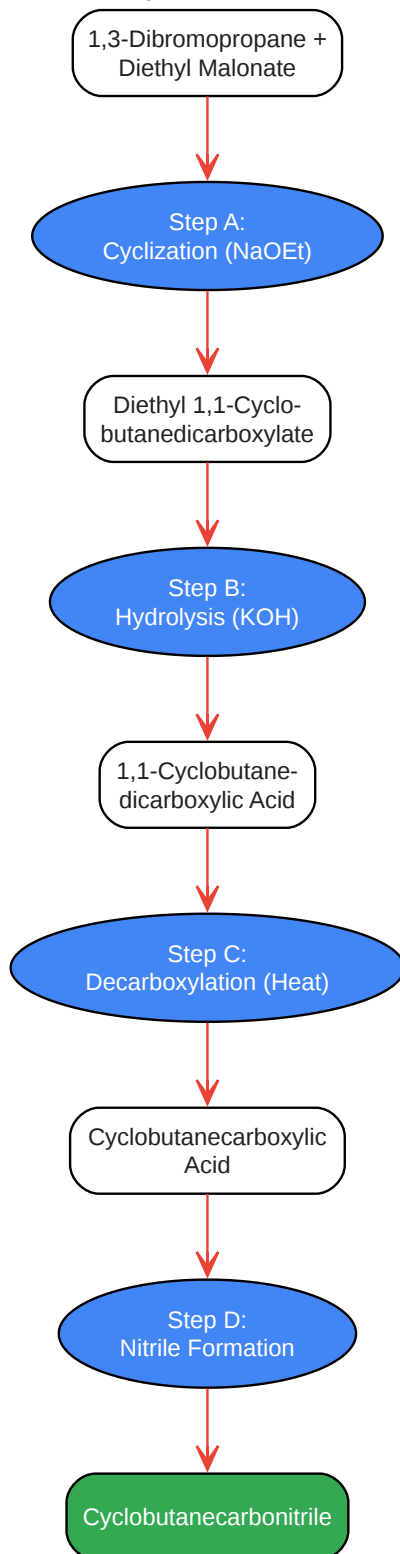 1,3-Dibromopropane +
Diethyl Malonate
Step A:
Cyclization (NaOEt)
Diethyl 1,1-Cyclo-
butanedicarboxylate
Step B:
Hydrolysis (KOH)
1,1-Cyclobutane-
dicarboxylic Acid
Step C:
Decarboxylation (Heat)
Cyclobutanecarboxylic
Acid
Step D:
Nitrile Formation
Cyclobutanecarbonitrile